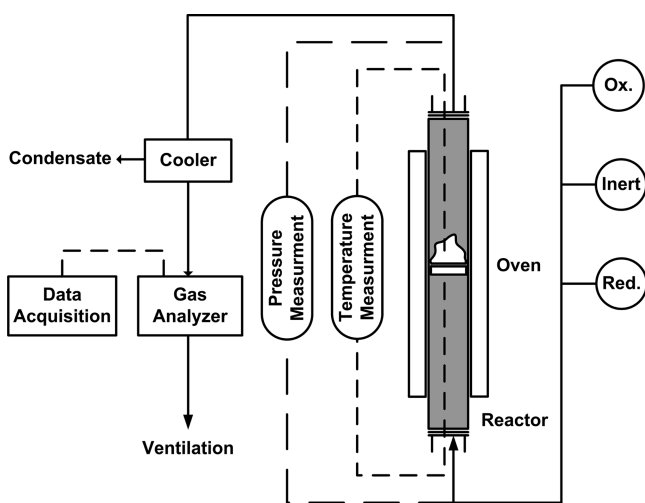 Ox.
Condensate
Cooler
Inert
Pressure
Measurment
Temperature
Measurment
Oven
Data
Acquisition
Gas
Analyzer
Red.
Reactor
Ventilation